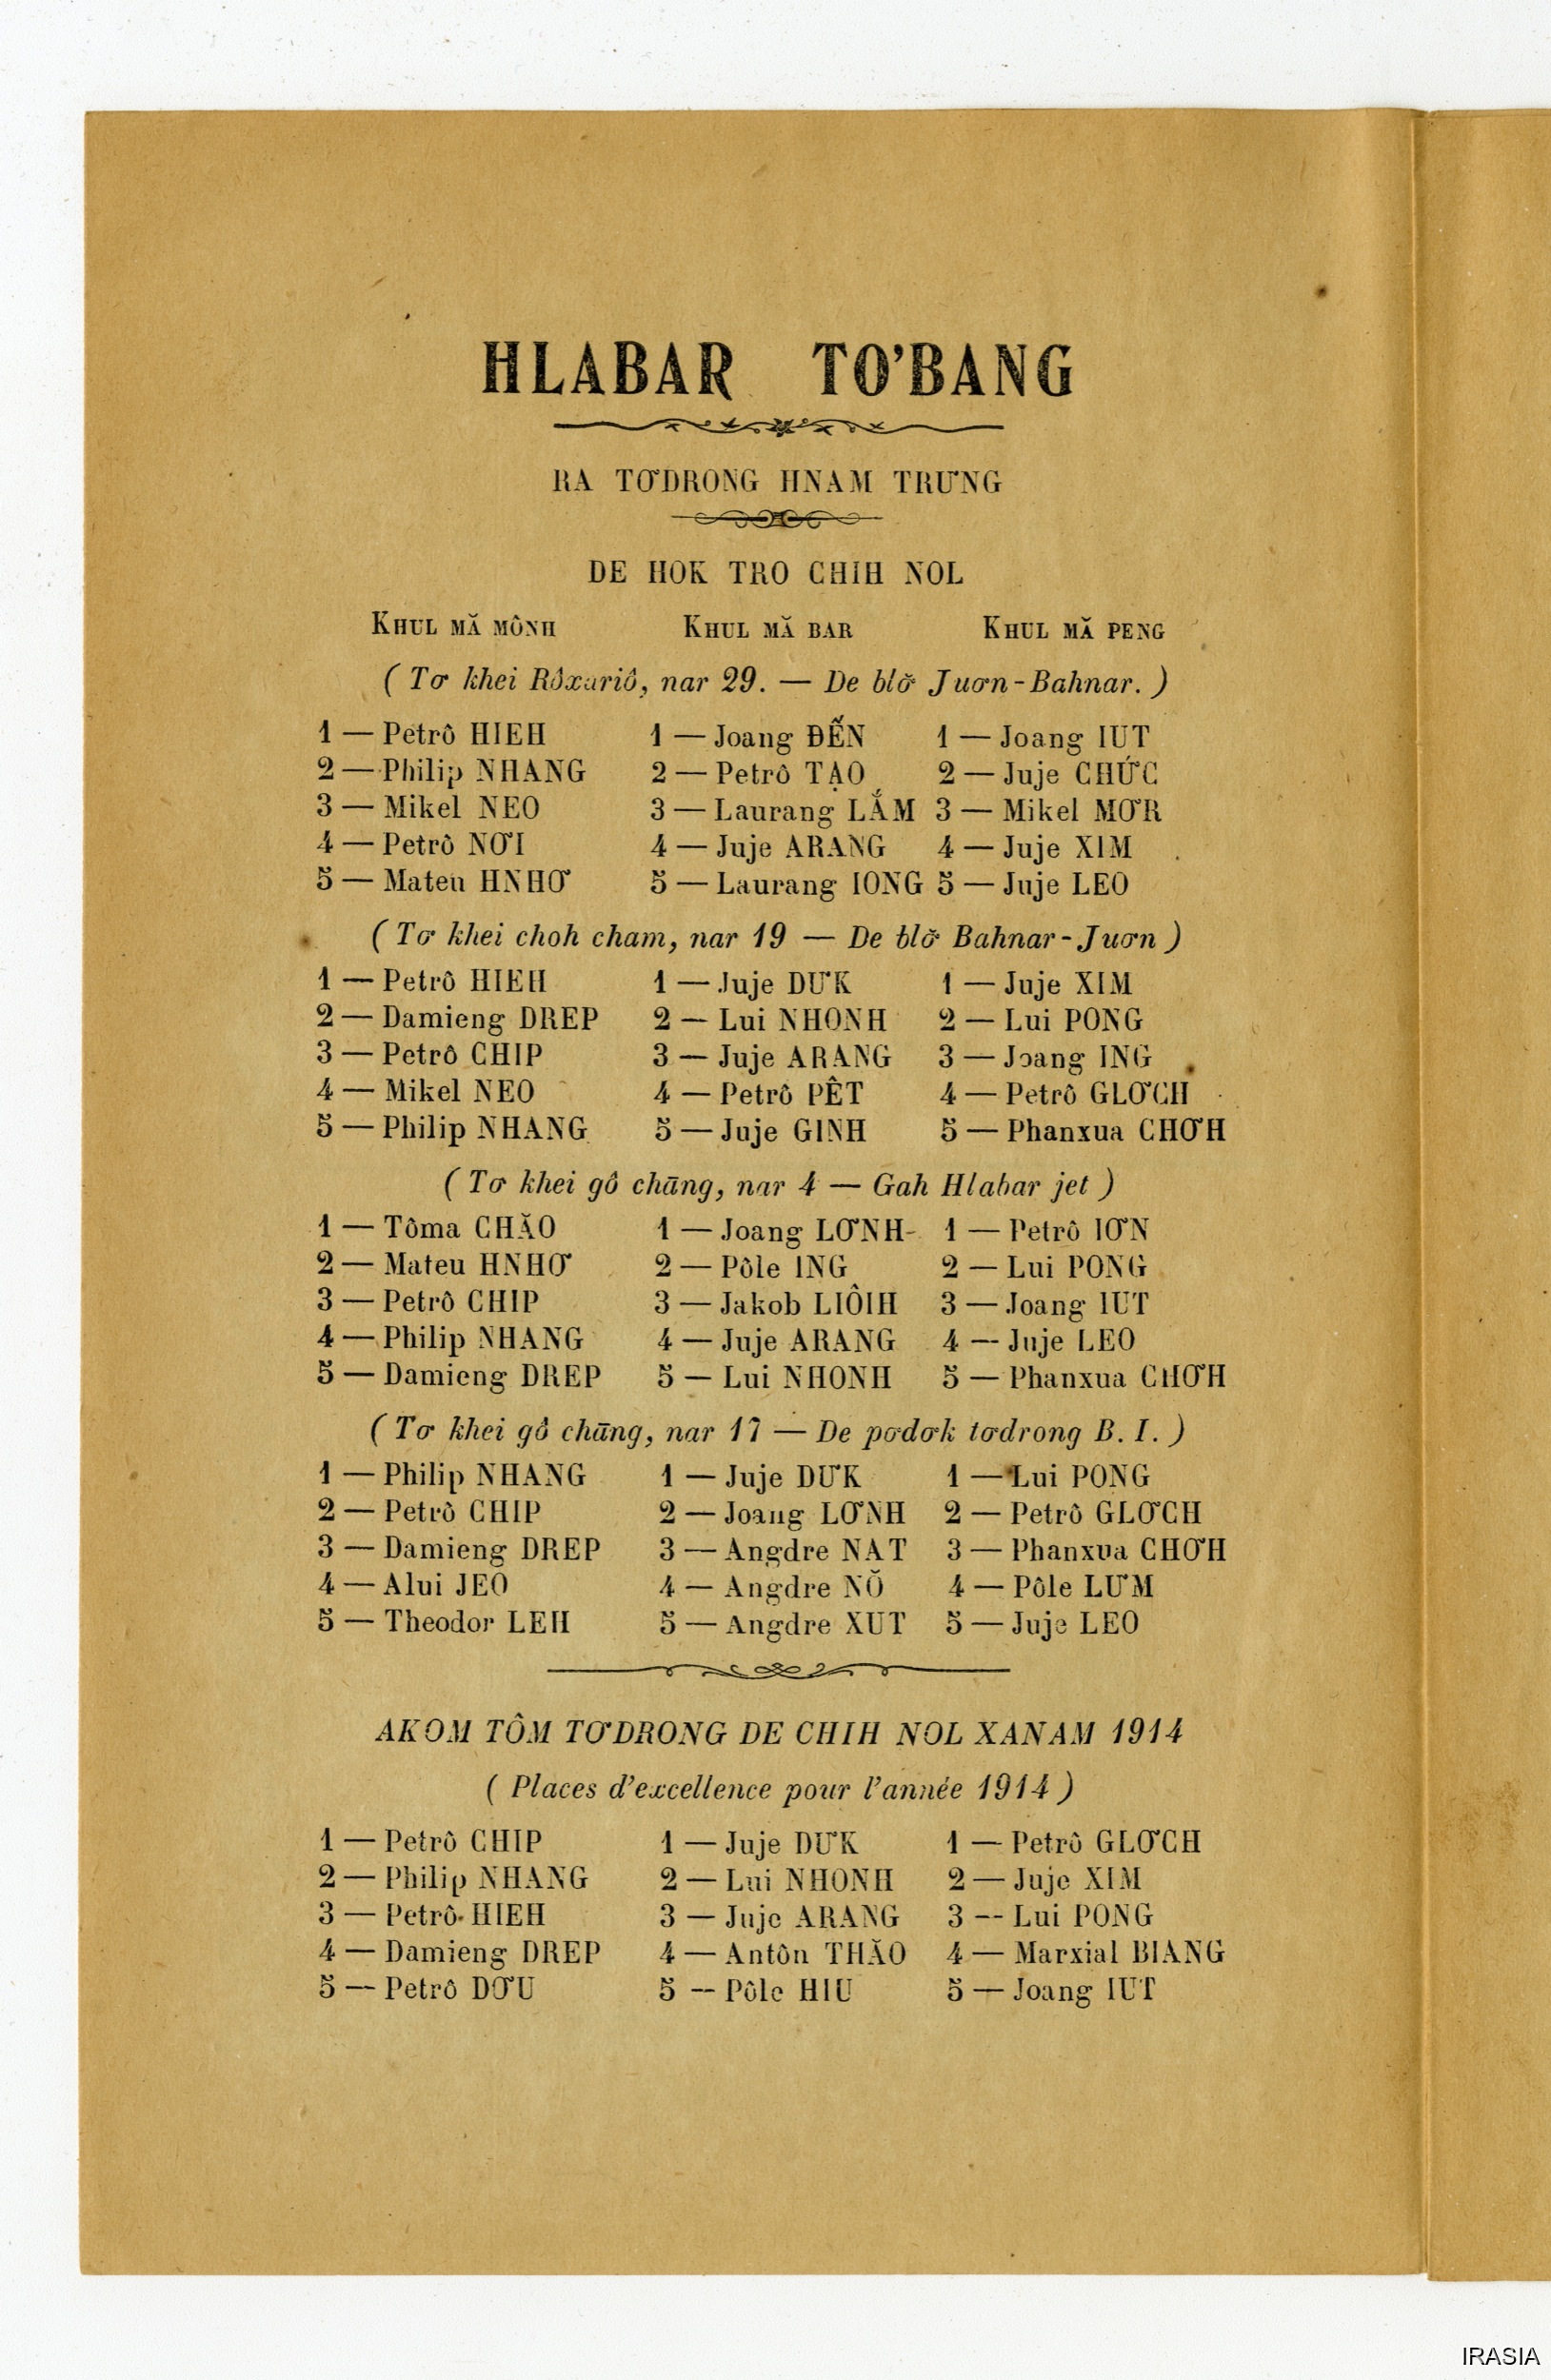 HLABAR TO'BANG
RA TƠDRONG HNAM TRƯNG
DE HOK TRO CHIH NOL
KHUL MĂ MÔNH KHUL MĂ BAR KHUL MĂ PENG
( Tơ khei Rôxariô, nar 29. — De blơ̆ Juơn-Bahnar. )
1 — Petrô HIEH 1 — Joang ĐẾN 1 — Joang IUT
2 — Philip NHANG 2 — Petrô TẠO 2 — Juje CHỨC
3 — Mikel NEO 3 — Laurang LẮM 3 — Mikel MƠR
4 — Petrô NƠI 4 — Juje ARANG 4 — Juje XIM
5 — Mateu HNHƠ 5 — Laurang IONG 5 — Juje LEO
( Tơ khei choh cham, nar 19 — De blơ̆ Bahnar-Juơn )
1 — Petrô HIEH 1 — Juje DƯK 1 — Juje XIM
2 — Damieng DREP 2 — Lui NHONH 2 — Lui PONG
3 — Petrô CHIP 3 — Juje ARANG 3 — Joang ING
4 — Mikel NEO 4 — Petrô PÊT 4 — Petrô GLƠCH
5 — Philip NHANG 5 — Juje GINH 5 — Phanxua CHƠH
( Tơ khei gô chăng, nar 4 — Gah Hlabar jet )
1 — Tôma CHĂO 1 — Joang LƠNH 1 — Petrô IƠN
2 — Mateu HNHƠ 2 — Pôle ING 2 — Lui PONG
3 — Petrô CHIP 3 — Jakob LIÔIH 3 — Joang IUT
4 — Philip NHANG 4 — Juje ARANG 4 — Juje LEO
5 — Damieng DREP 5 — Lui NHONH 5 — Phanxua CHƠH
( Tơ khei gô chăng, nar 17 — De pơdơk tơdrong B. I. )
1 — Philip NHANG 1 — Juje DƯK 1 — Lui PONG
2 — Petrô CHIP 2 — Joang LƠNH 2 — Petrô GLƠCH
3 — Damieng DREP 3 — Angdre NAT 3 — Phanxua CHƠH
4 — Alui JEO 4 — Angdre NŎ 4 — Pôle LƯM
5 — Theodor LEH 5 — Angdre XUT 5 — Juje LEO
AKOM TÔM TƠDRONG DE CHIH NOL XANAM 1914
( Places d'excellence pour l'année 1914 )
1 — Petrô CHIP 1 — Juje DƯK 1 — Petrô GLƠCH
2 — Philip NHANG 2 — Lui NHONH 2 — Juje XIM
3 — Petrô HIEH 3 — Juje ARANG 3 — Lui PONG
4 — Damieng DREP 4 — Antôn THĂO 4 — Marxial BIANG
5 — Petrô DƠU 5 — Pôle HIU 5 — Joang IUT
IRASIA